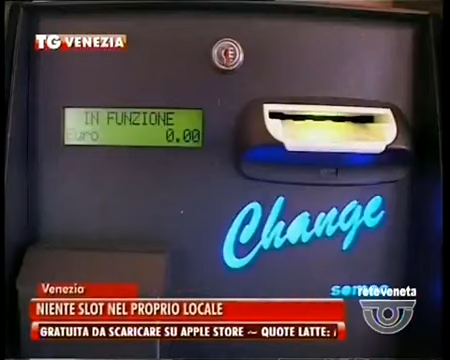 TG VENEZIA
IN FUNZIONE
Euro 0.00
Change
Venezia
reteveneta
NIENTE SLOT NEL PROPRIO LOCALE
GRATUITA DA SCARICARE SU APPLE STORE ~ QUOTE LATTE: